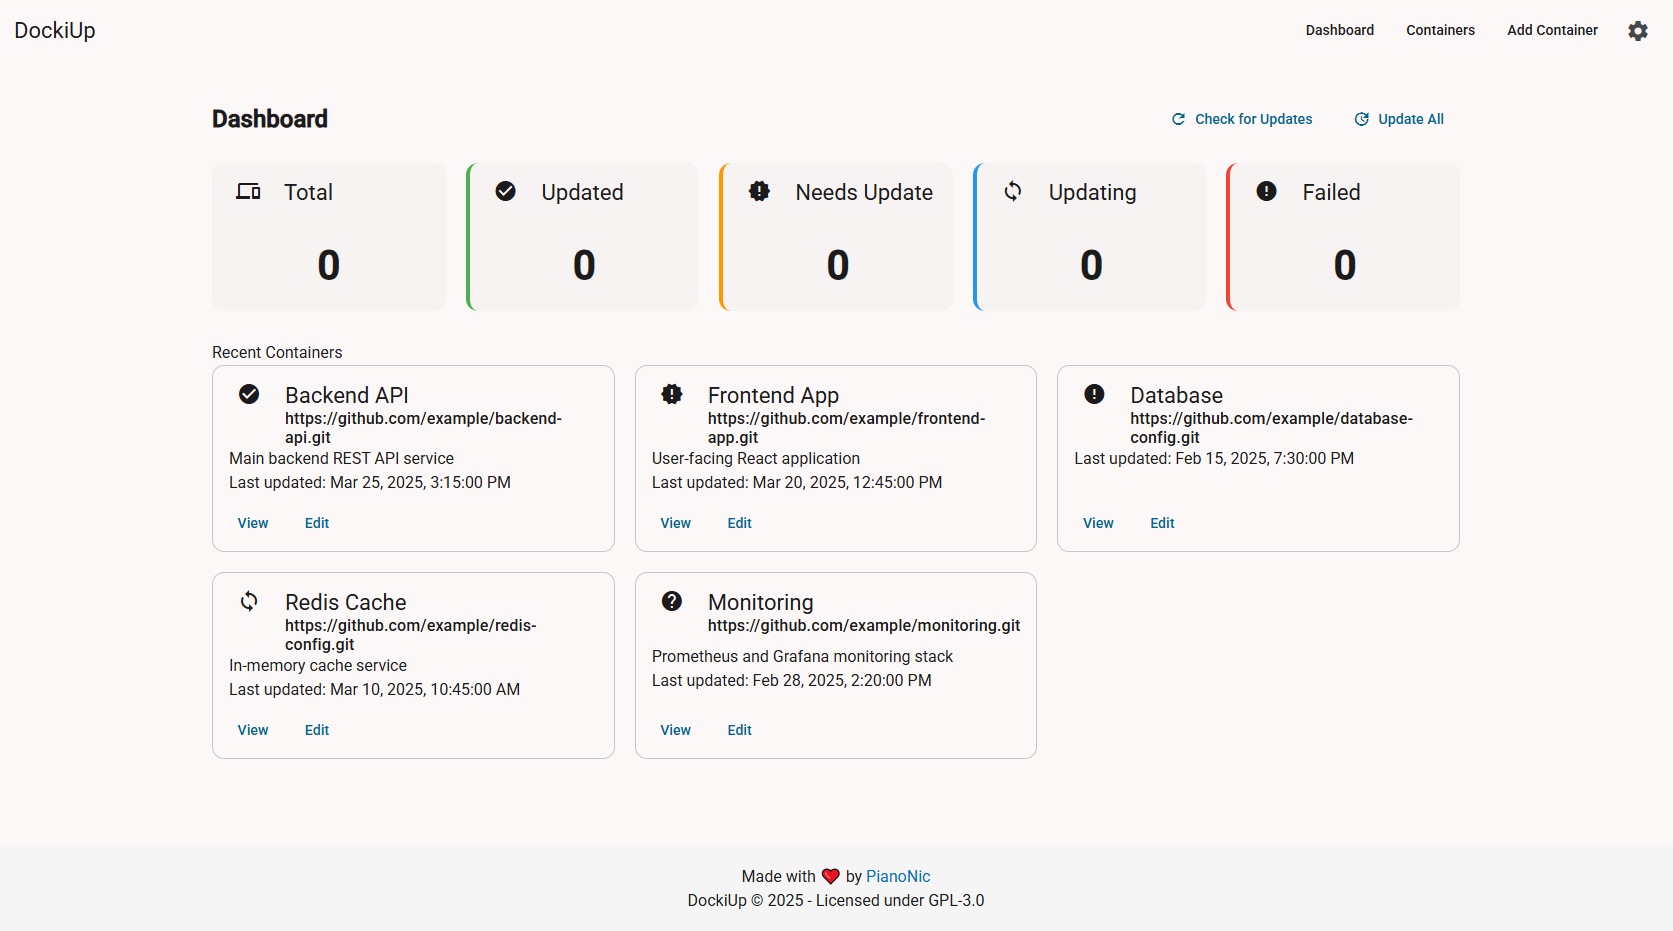 DockiUp
Dashboard
Containers
Add Container
Dashboard
Check for Updates
Update All
Total
0
Updated
0
Needs Update
0
Updating
0
Failed
0
Recent Containers
Backend API
https://github.com/example/backend-
api.git
Main backend REST API service
Last updated: Mar 25, 2025, 3:15:00 PM
View
Edit
Frontend App
https://github.com/example/frontend-
app.git
User-facing React application
Last updated: Mar 20, 2025, 12:45:00 PM
View
Edit
Database
https://github.com/example/database-
config.git
Last updated: Feb 15, 2025, 7:30:00 PM
View
Edit
Redis Cache
https://github.com/example/redis-
config.git
In-memory cache service
Last updated: Mar 10, 2025, 10:45:00 AM
View
Edit
Monitoring
https://github.com/example/monitoring.git
Prometheus and Grafana monitoring stack
Last updated: Feb 28, 2025, 2:20:00 PM
View
Edit
Made with ❤️ by PianoNic
DockiUp © 2025 - Licensed under GPL-3.0